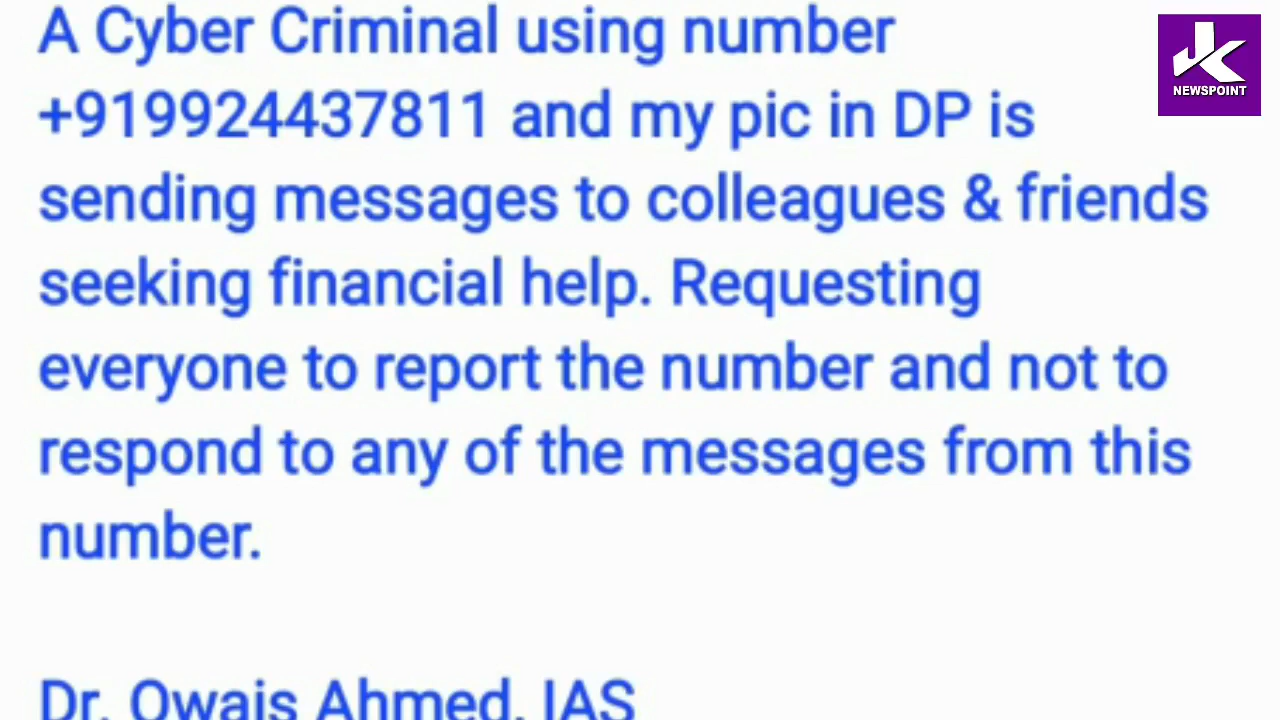 A Cyber Criminal using number
+919924437811 and my pic in DP is
sending messages to colleagues & friends
seeking financial help. Requesting
everyone to report the number and not to
respond to any of the messages from this
number.
Dr. Owais Ahmed, IAS
JK
NEWSPOINT